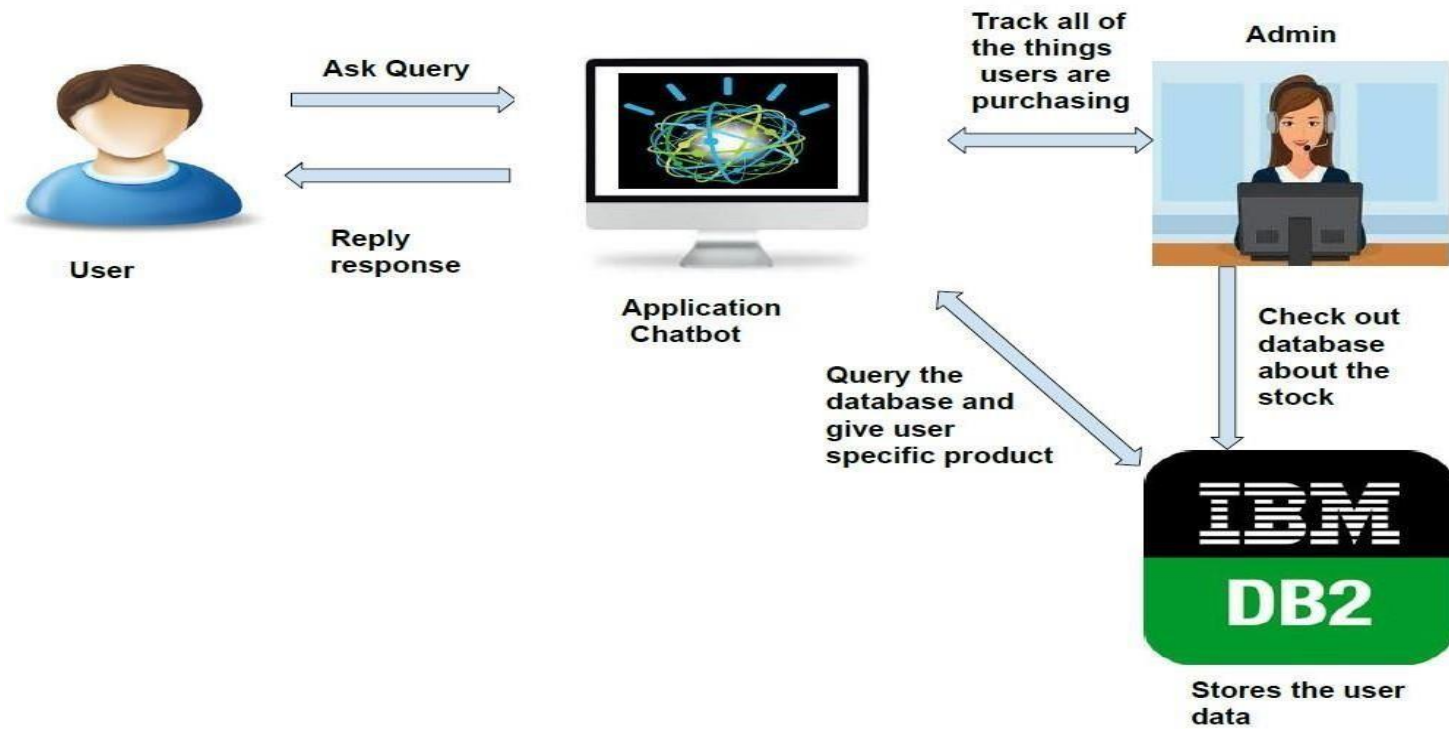 Ask Query
Reply
response
User
Application
Chatbot
Track all of
the things
users are
purchasing
Admin
Query the
database and
give user
specific product
Check out
database
about the
stock
IBM
DB2
Stores the user
data